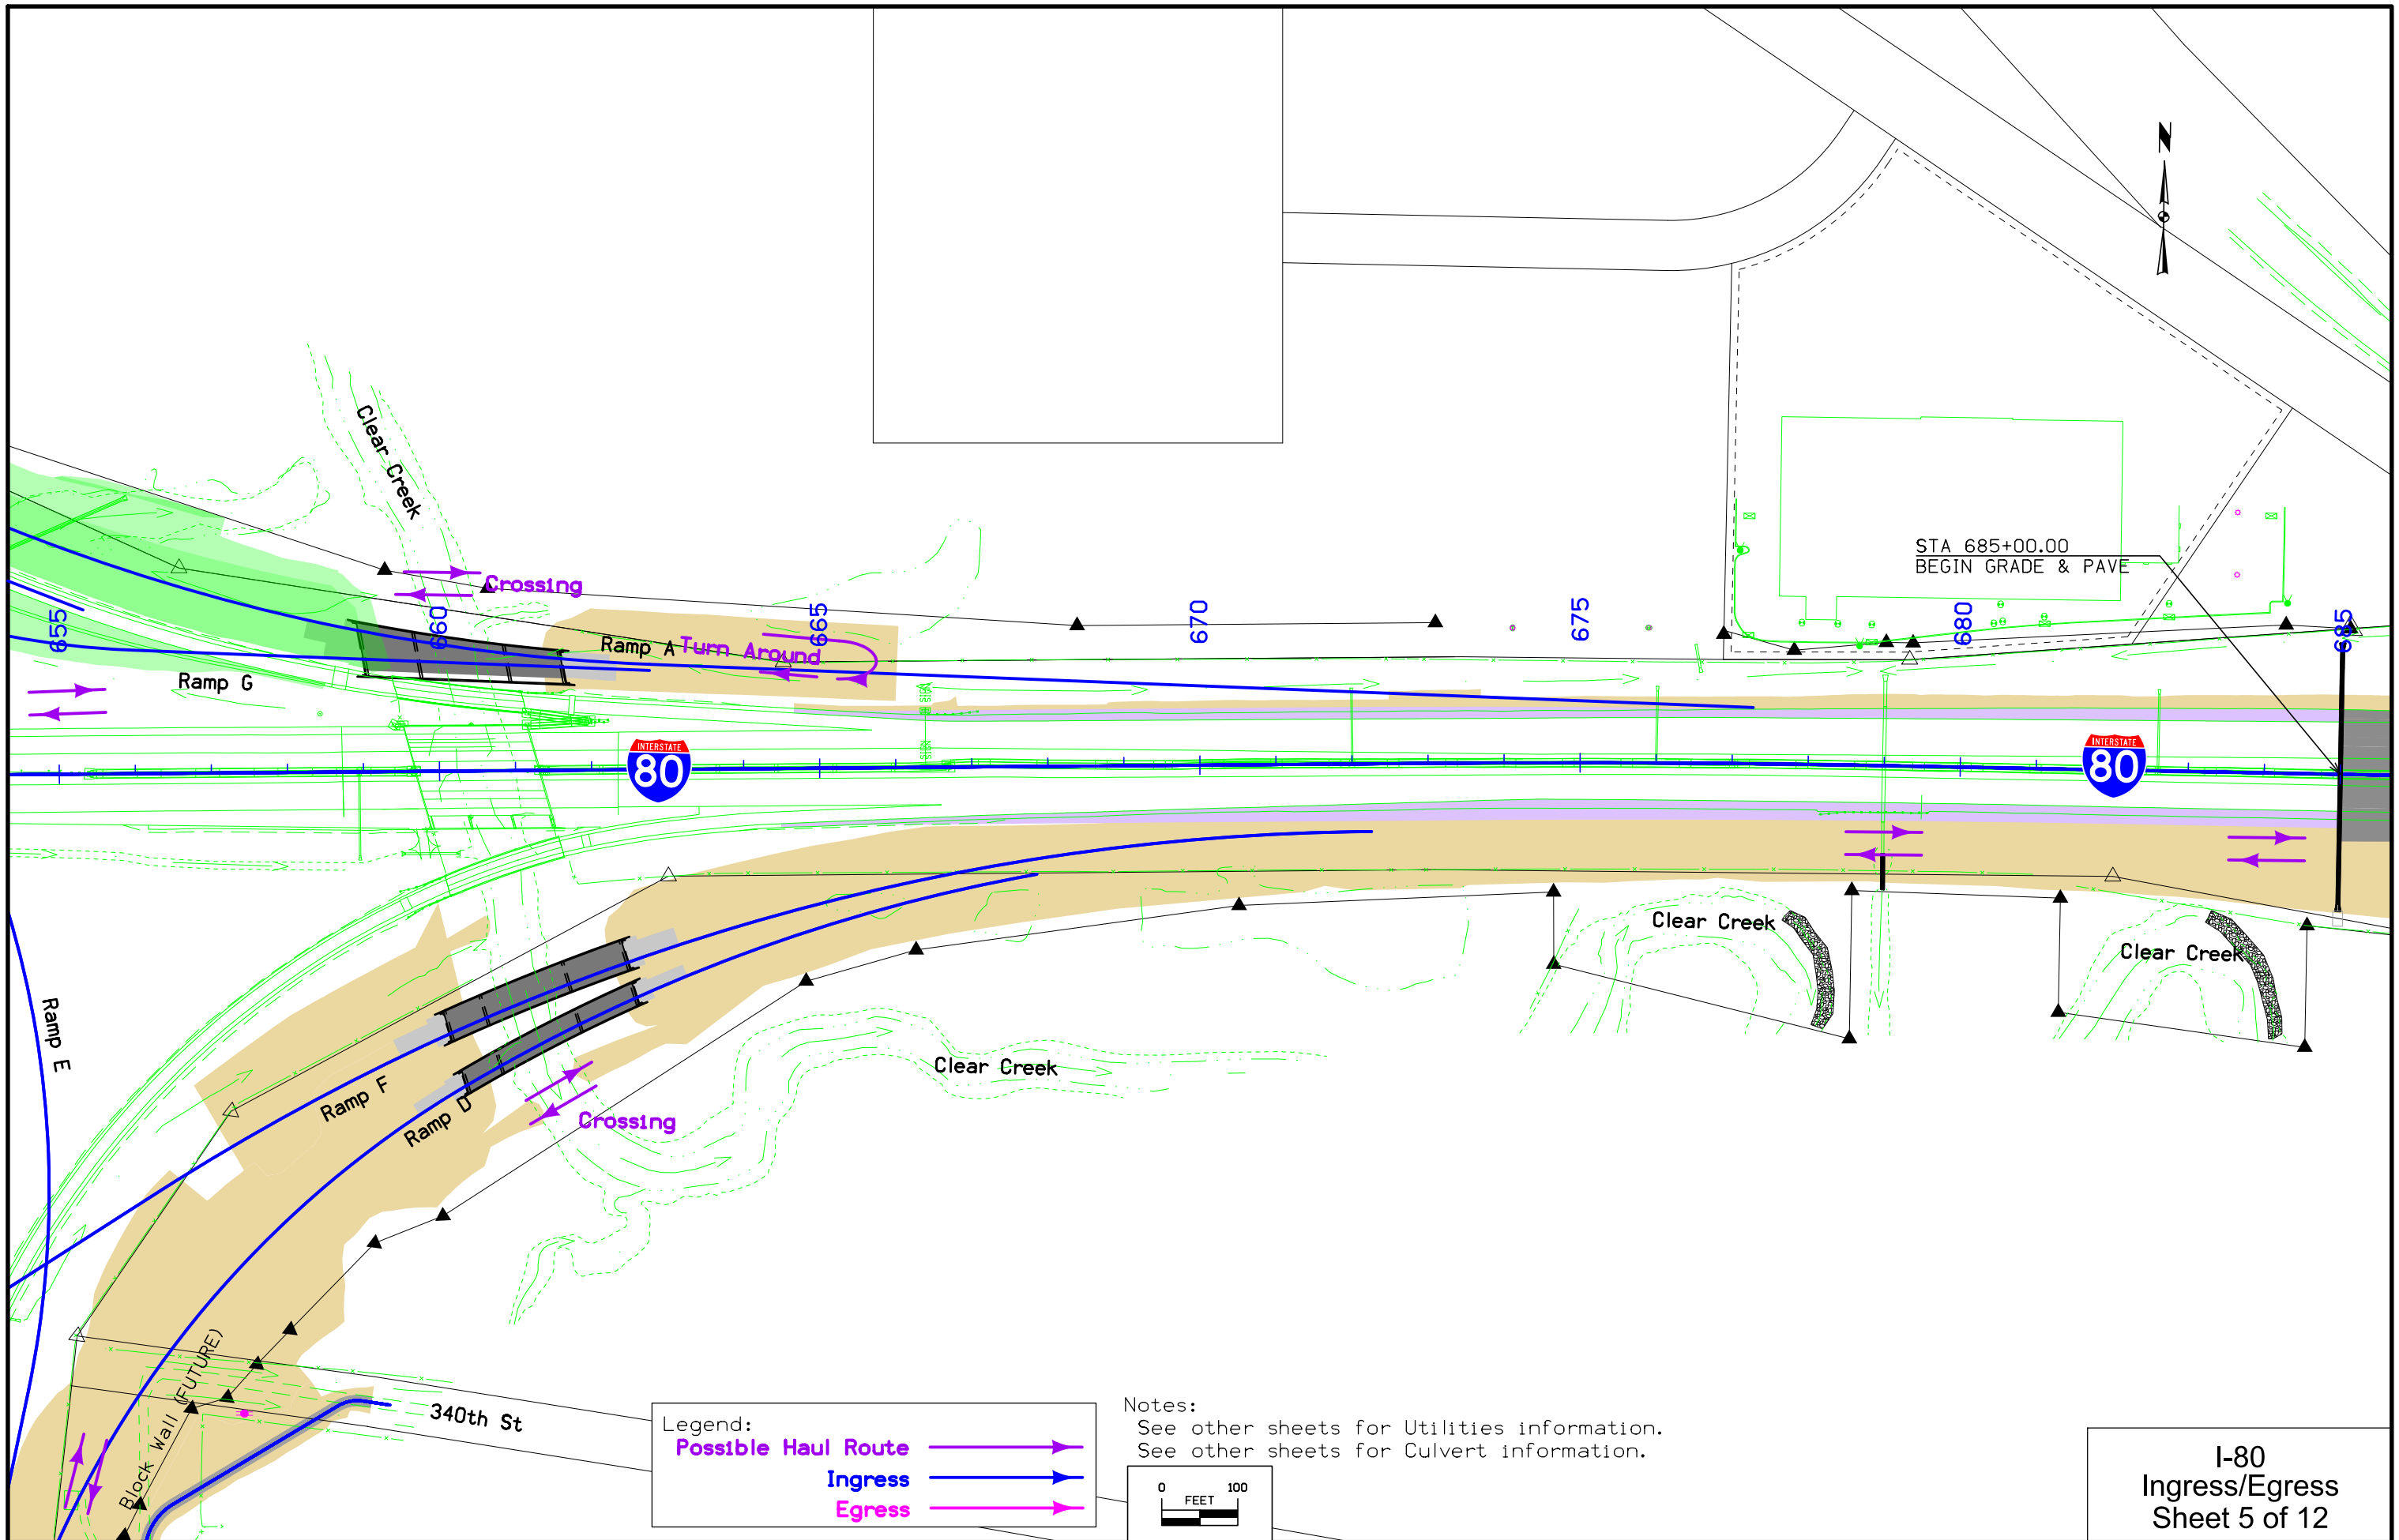 N
Clear Creek
STA 685+00.00
BEGIN GRADE & PAVE
Crossing
655
660
665
670
675
680
685
Ramp A
Turn Around
Ramp G
INTERSTATE
80
INTERSTATE
80
Clear Creek
Clear Creek
Ramp E
Clear Creek
Ramp F
Ramp D
Crossing
Block Wall (FUTURE)
340th St
Legend:
Possible Haul Route
Ingress
Egress
Notes:
See other sheets for Utilities information.
See other sheets for Culvert information.
0 100
FEET
I-80
Ingress/Egress
Sheet 5 of 12